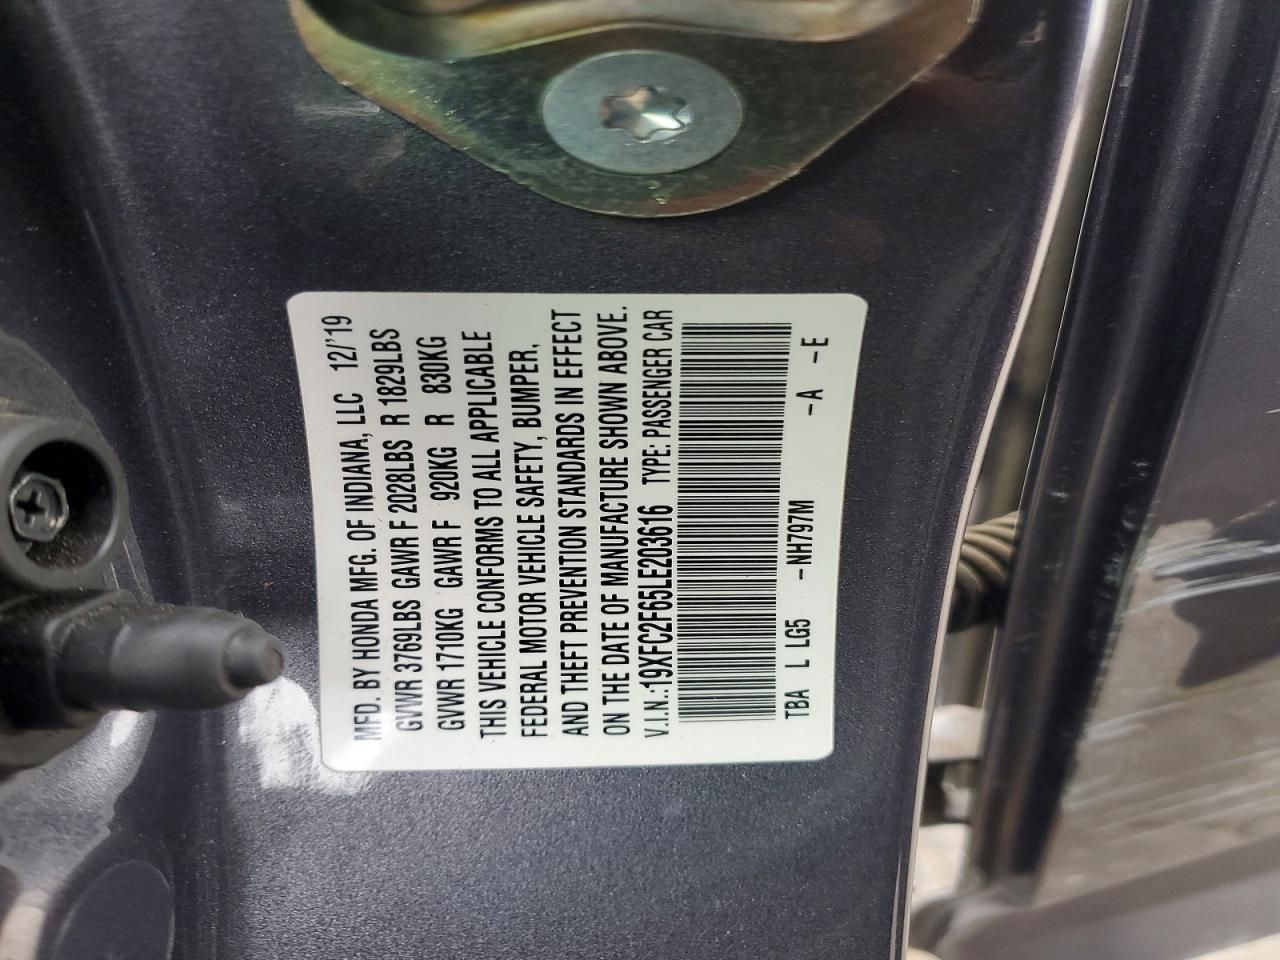 MFD. BY HONDA MFG. OF INDIANA, LLC 12/'19
GVWR 3769LBS GAWR F 2028LBS R 1829LBS
GVWR 1710KG GAWR F 920KG R 830KG
THIS VEHICLE CONFORMS TO ALL APPLICABLE
FEDERAL MOTOR VEHICLE SAFETY, BUMPER,
AND THEFT PREVENTION STANDARDS IN EFFECT
ON THE DATE OF MANUFACTURE SHOWN ABOVE.
V.I.N.:19XFC2F65LE203616 TYPE: PASSENGER CAR
TBA L LG5 -NH797M -A -E